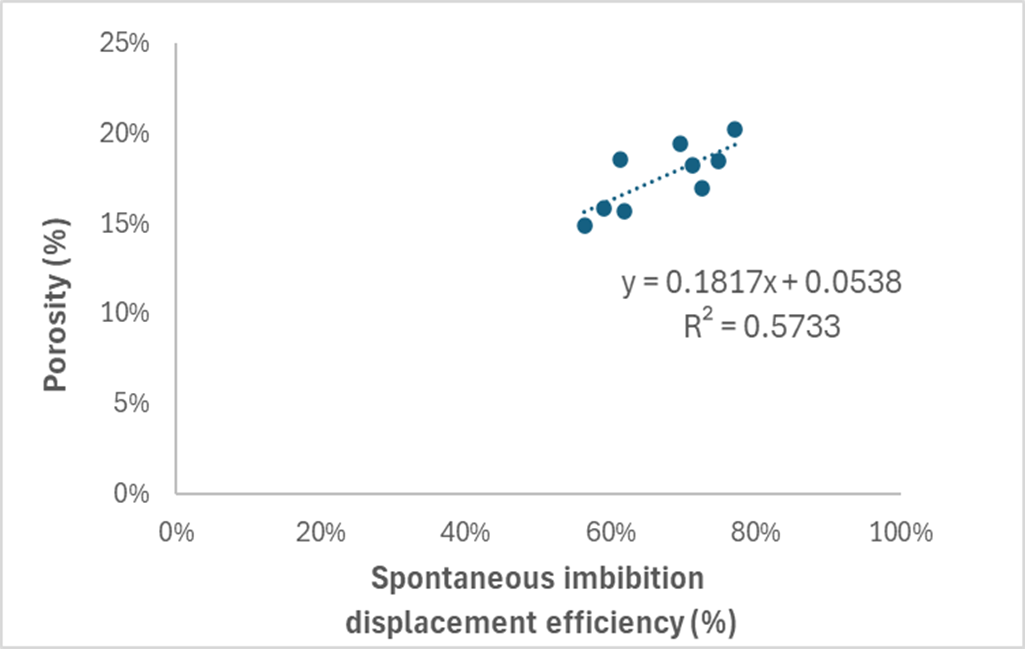 25%
20%
15%
10%
5%
0%
Porosity (%)
y = 0.1817x + 0.0538
R² = 0.5733
0% 20% 40% 60% 80% 100%
Spontaneous imbibition
displacement efficiency (%)